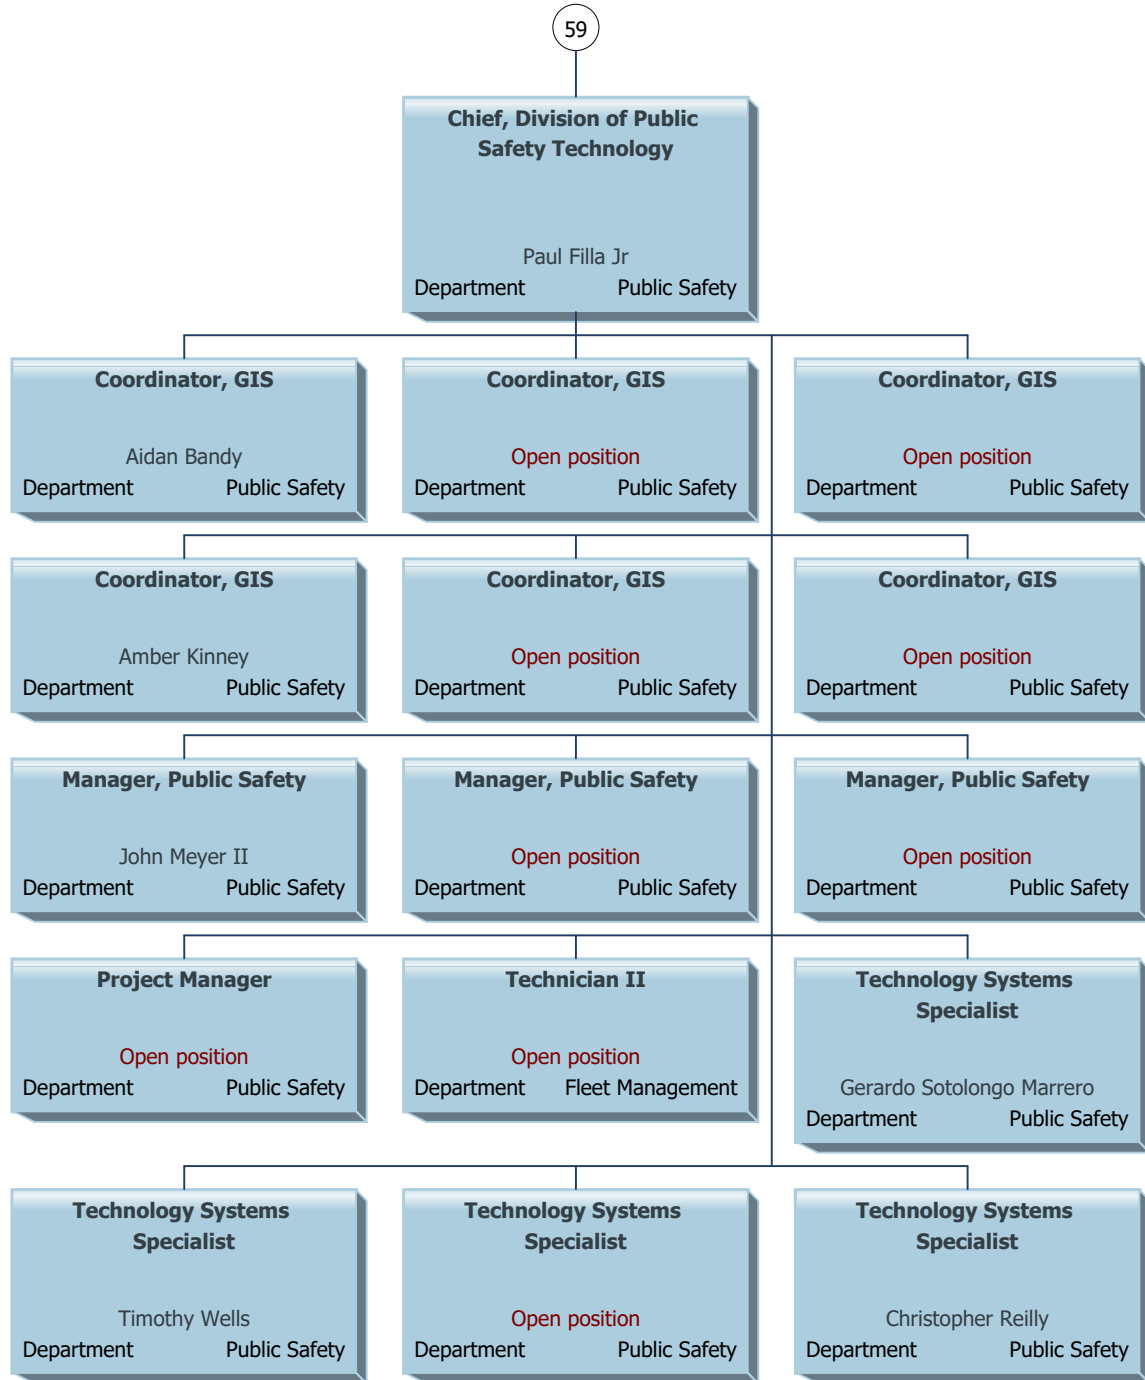 59
Chief, Division of Public
Safety Technology
Paul Filla Jr
Department Public Safety
Coordinator, GIS
Aidan Bandy
Department Public Safety
Coordinator, GIS
Open position
Department Public Safety
Coordinator, GIS
Open position
Department Public Safety
Coordinator, GIS
Amber Kinney
Department Public Safety
Coordinator, GIS
Open position
Department Public Safety
Coordinator, GIS
Open position
Department Public Safety
Manager, Public Safety
John Meyer II
Department Public Safety
Manager, Public Safety
Open position
Department Public Safety
Manager, Public Safety
Open position
Department Public Safety
Project Manager
Open position
Department Public Safety
Technician II
Open position
Department Fleet Management
Technology Systems
Specialist
Gerardo Sotolongo Marrero
Department Public Safety
Technology Systems
Specialist
Timothy Wells
Department Public Safety
Technology Systems
Specialist
Open position
Department Public Safety
Technology Systems
Specialist
Christopher Reilly
Department Public Safety